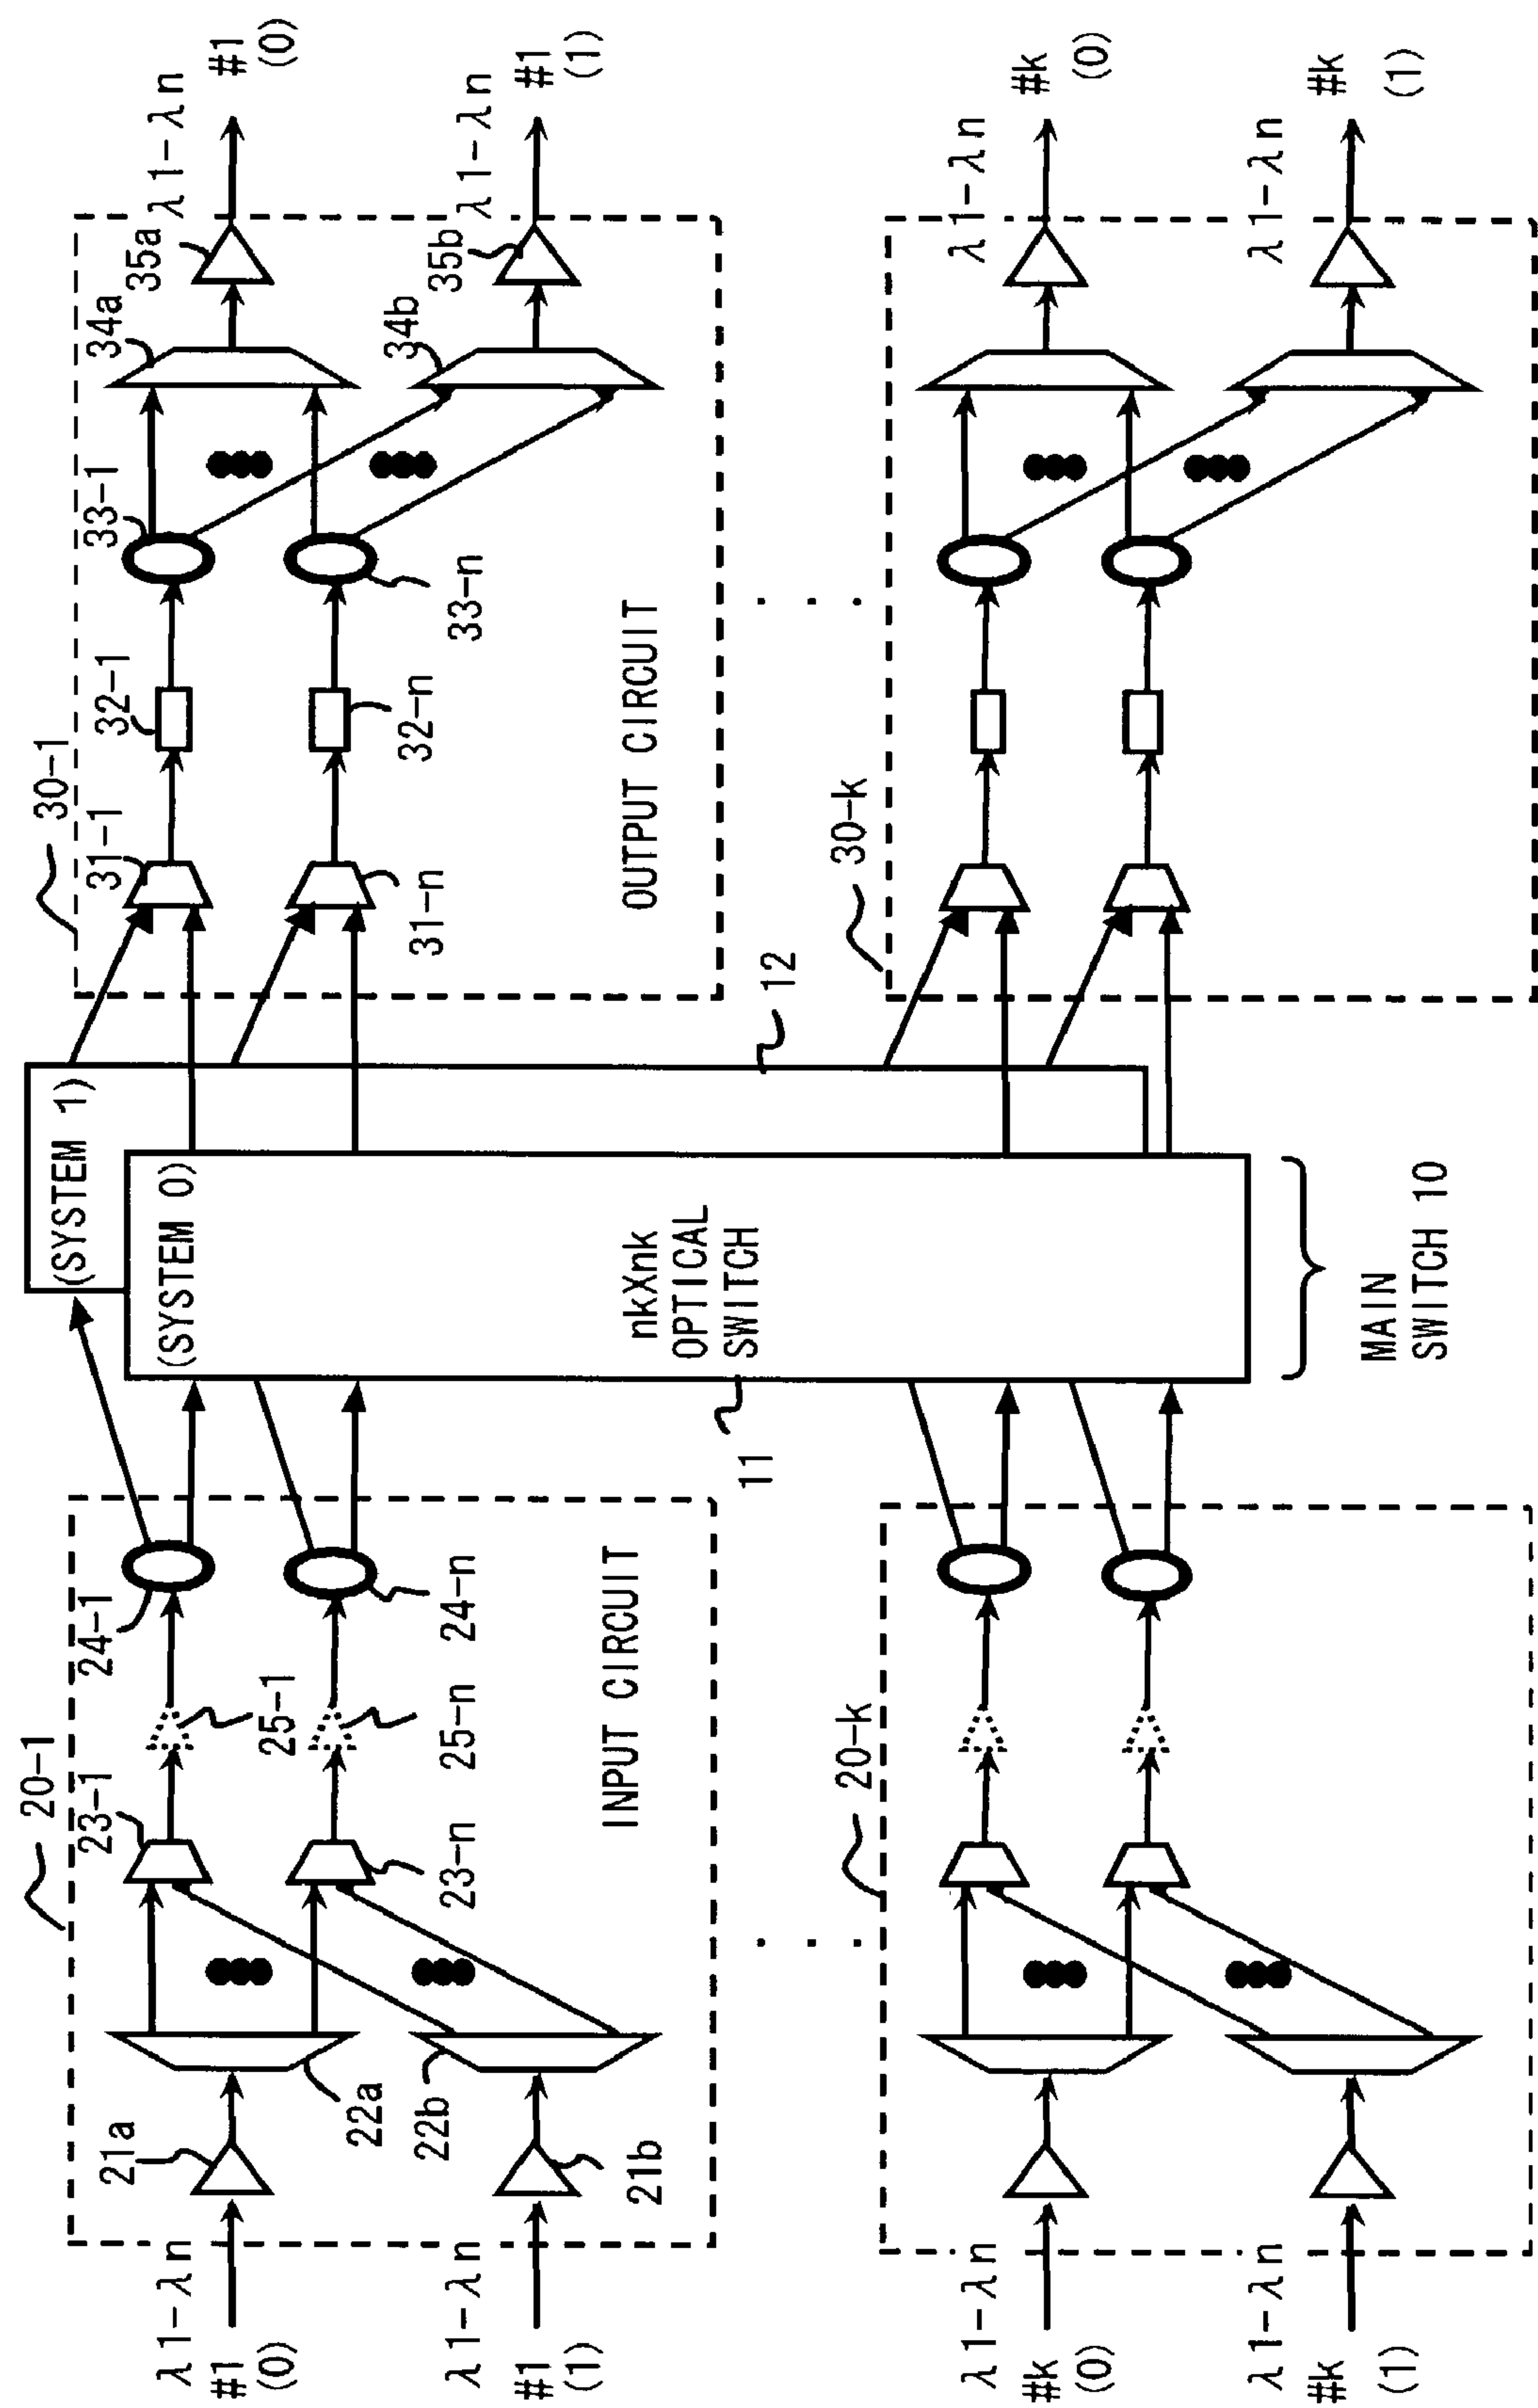 λ1-λn
#1
(0)
λ1-λn
#1
(1)
λ1-λn
#k
(0)
λ1-λn
#k
(1)
20-1
21a
22a
22b
21b
23-1
23-n
25-1
25-n
24-1
24-n
INPUT CIRCUIT
20-k
(SYSTEM 1)
(SYSTEM 0)
nkXnk
OPTICAL
SWITCH
11
12
MAIN
SWITCH 10
30-1
31-1
31-n
32-1
32-n
33-1
33-n
34a
34b
35a
35b
OUTPUT CIRCUIT
30-k
λ1-λn
#1
(0)
λ1-λn
#1
(1)
λ1-λn
#k
(0)
λ1-λn
#k
(1)